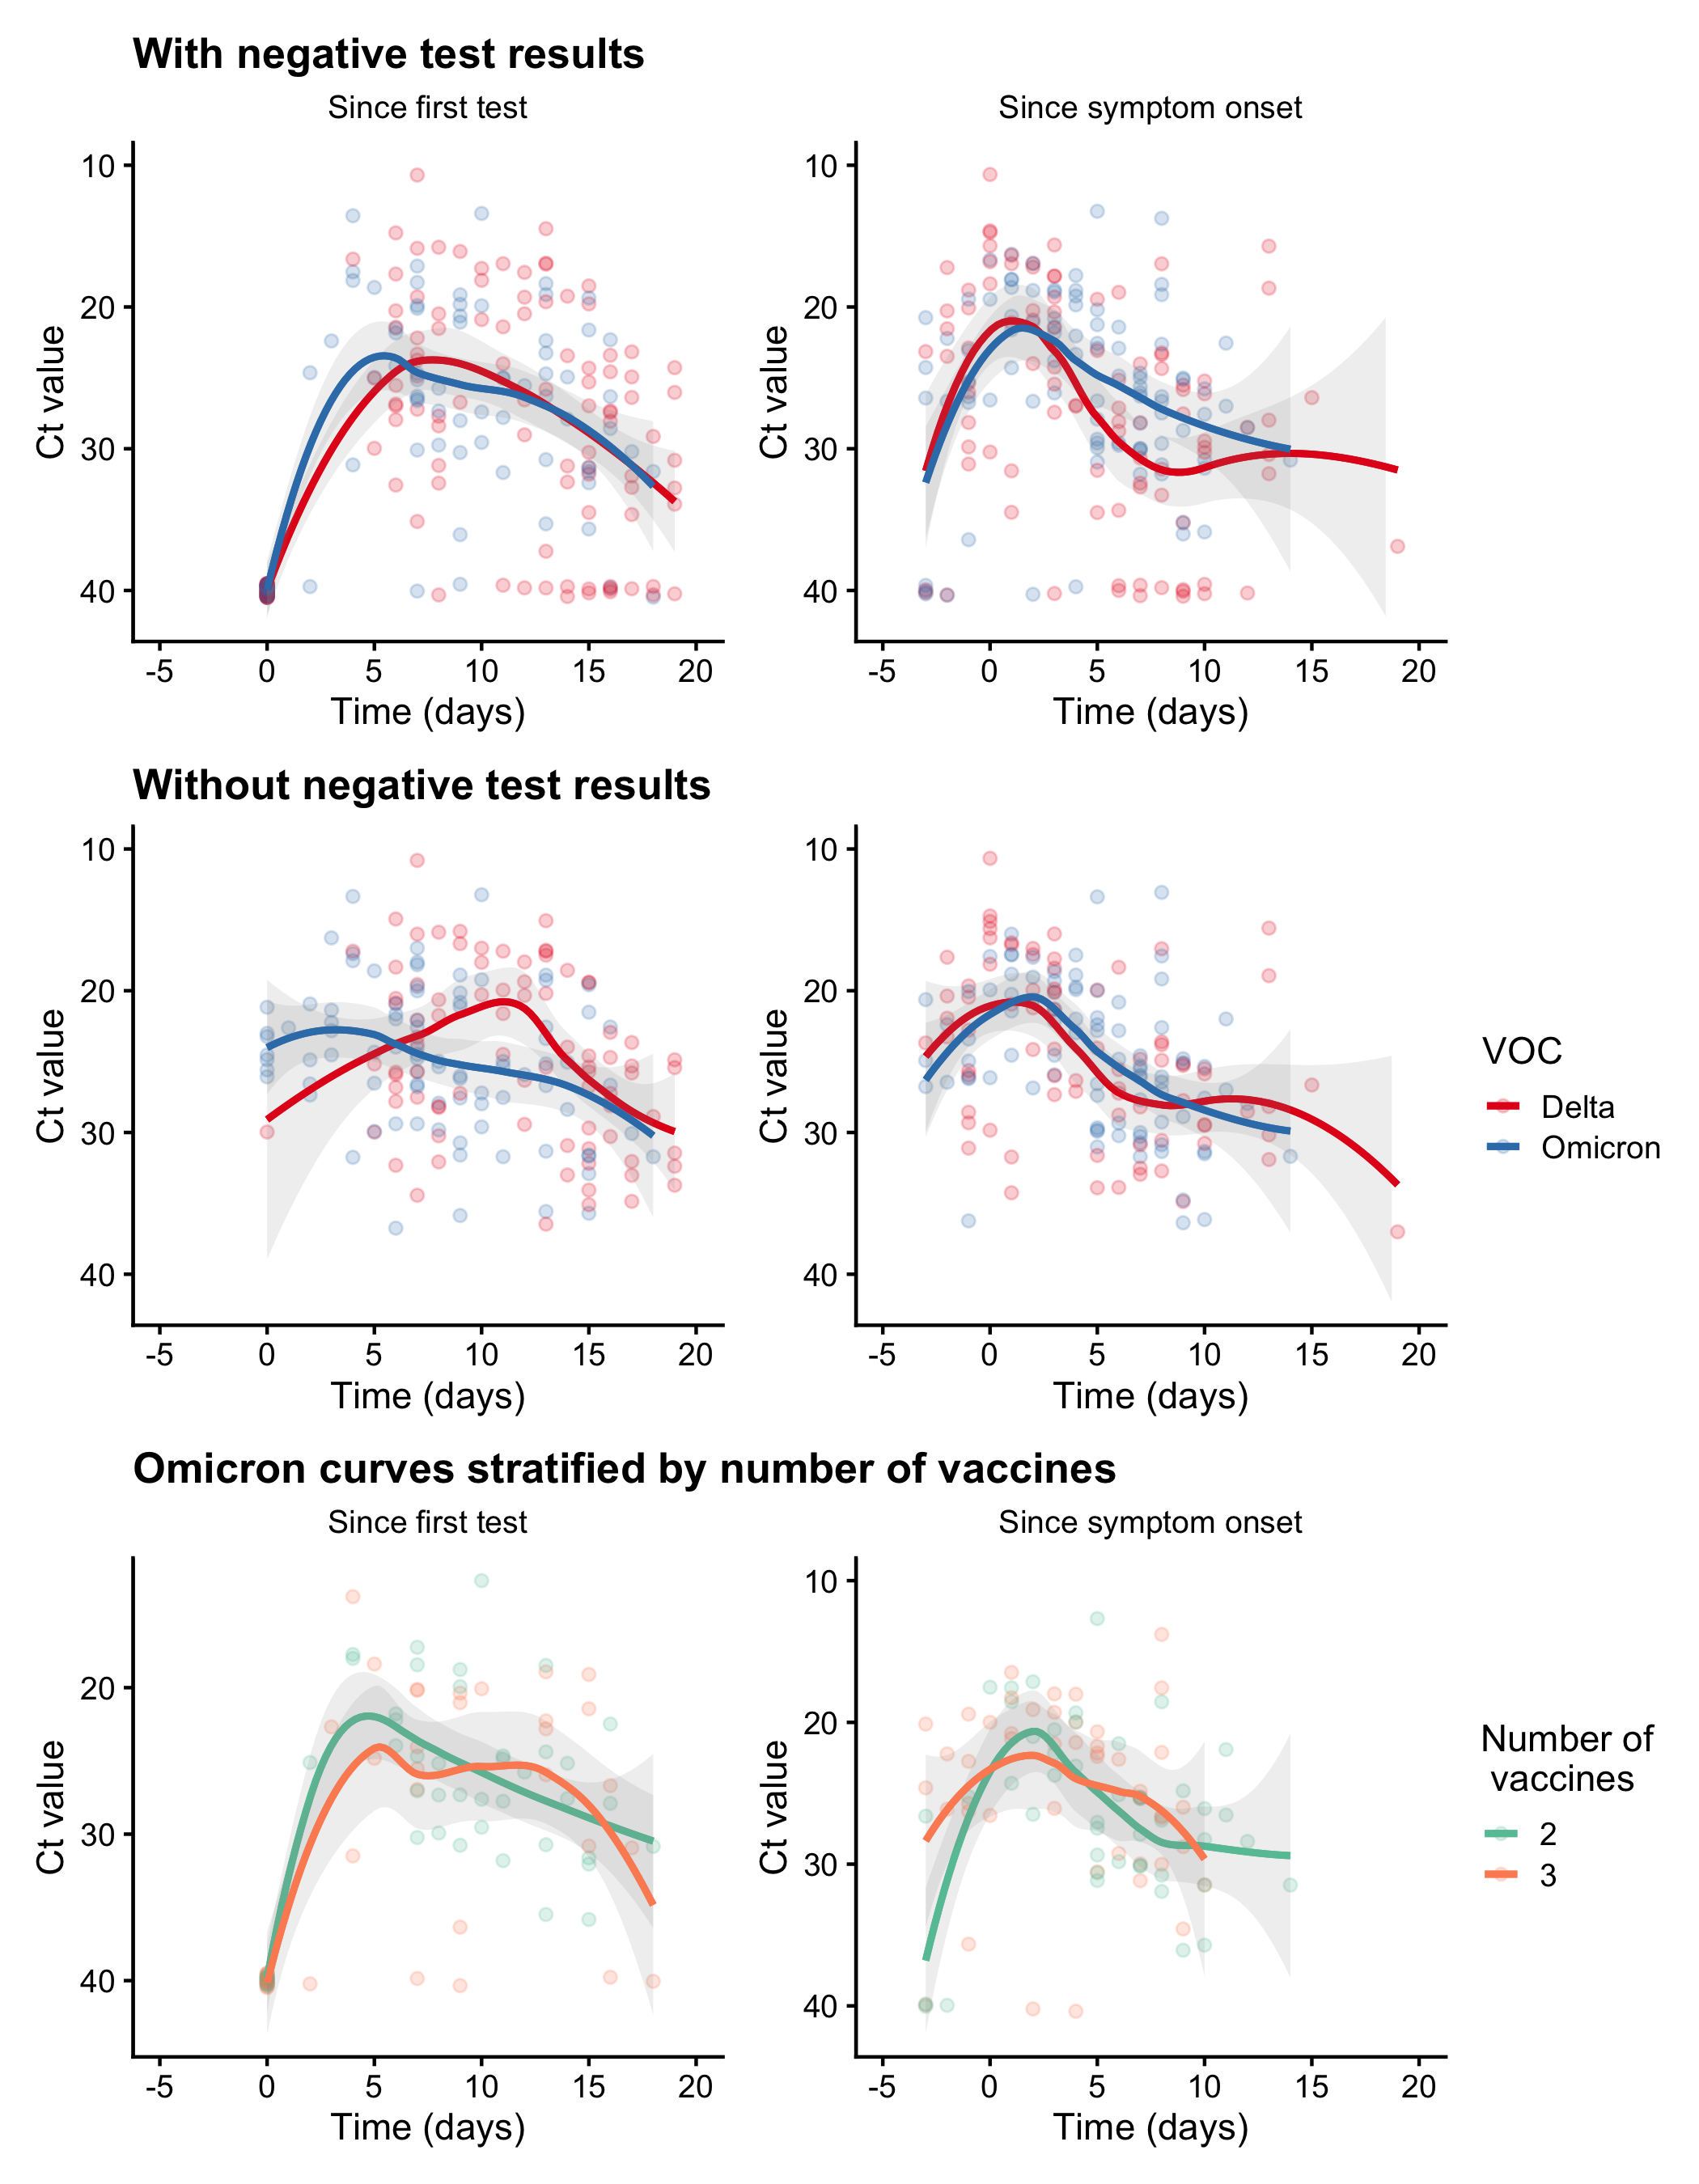 With negative test results
Since first test
Since symptom onset
Ct value
10
20
30
40
-5 0 5 10 15 20
Time (days)
Ct value
10
20
30
40
-5 0 5 10 15 20
Time (days)
Without negative test results
Ct value
10
20
30
40
-5 0 5 10 15 20
Time (days)
Ct value
10
20
30
40
-5 0 5 10 15 20
Time (days)
VOC
Delta
Omicron
Omicron curves stratified by number of vaccines
Since first test
Since symptom onset
Ct value
20
30
40
-5 0 5 10 15 20
Time (days)
Ct value
10
20
30
40
-5 0 5 10 15 20
Time (days)
Number of
vaccines
2
3